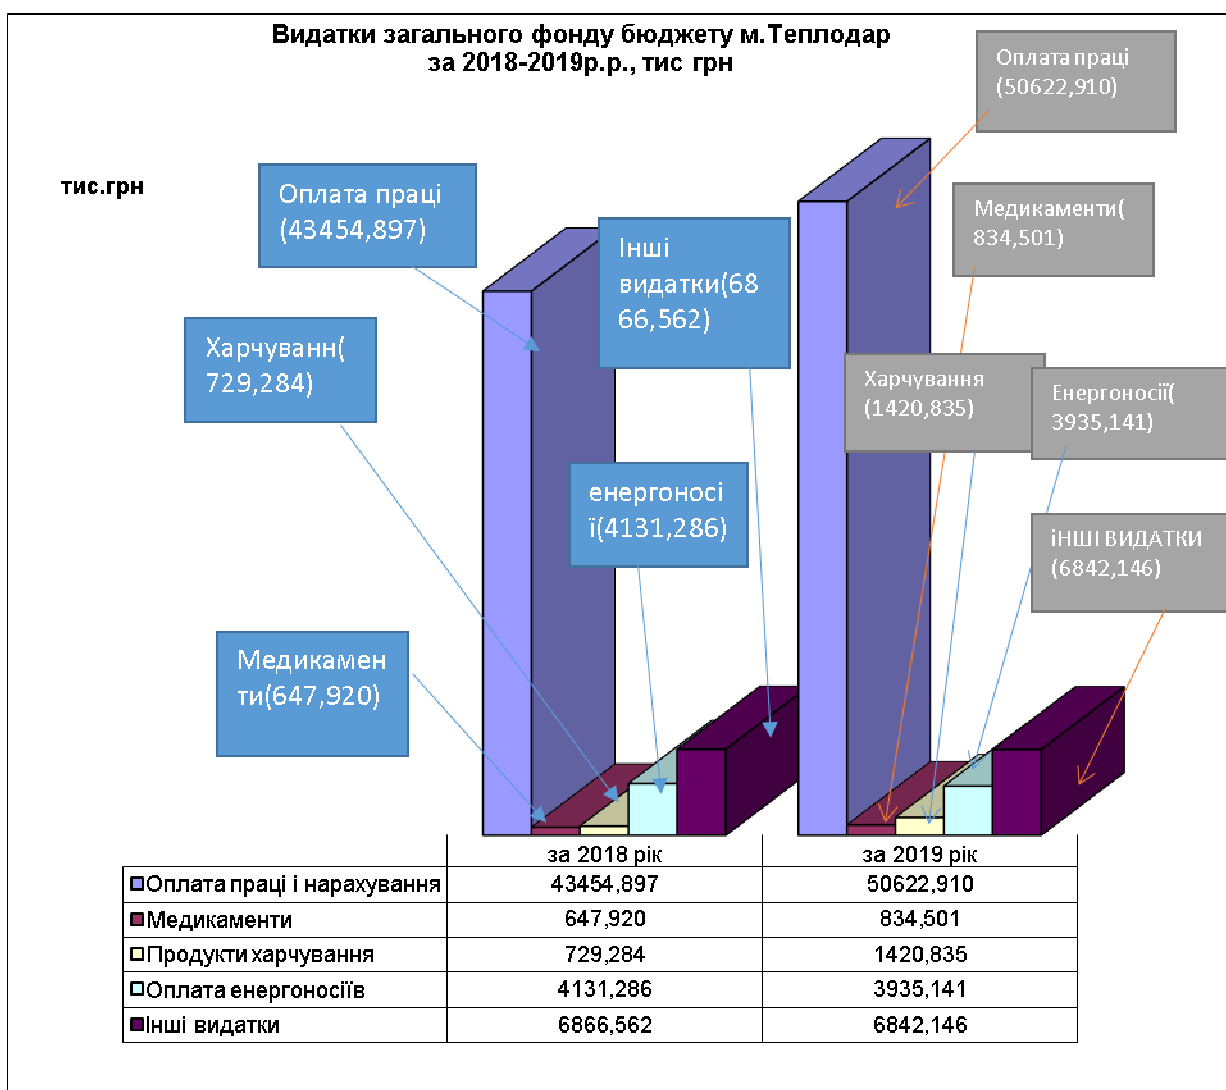 Видатки загального фонду бюджету м.Теплодар
за 2018-2019р.р., тис грн
тис.грн
Оплата праці
(43454,897)
Харчуванн(
729,284)
Медикамен
ти(647,920)
Інші
видатки(68
66,562)
енергоносі
ї(4131,286)
Оплата праці
(50622,910)
Медикаменти(
834,501)
Харчування
(1420,835)
Енергоносії(
3935,141)
іНШІ ВИДАТКИ
(6842,146)
за 2018 рік за 2019 рік
Оплата праці і нарахування 43454,897 50622,910
Медикаменти 647,920 834,501
Продукти харчування 729,284 1420,835
Оплата енергоносіїв 4131,286 3935,141
Інші видатки 6866,562 6842,146